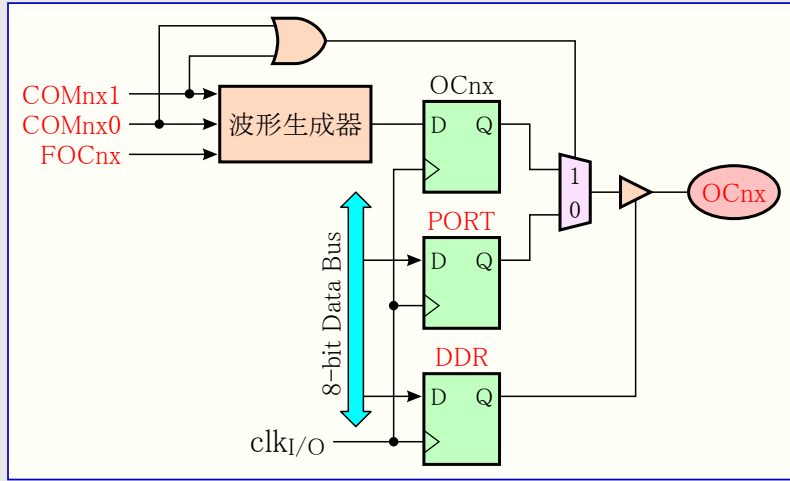 COMnx1
COMnx0
FOCnx
波形生成器
OCnx
D Q
1
0
OCnx
PORT
D Q
8-bit Data Bus
DDR
D Q
clkI/O